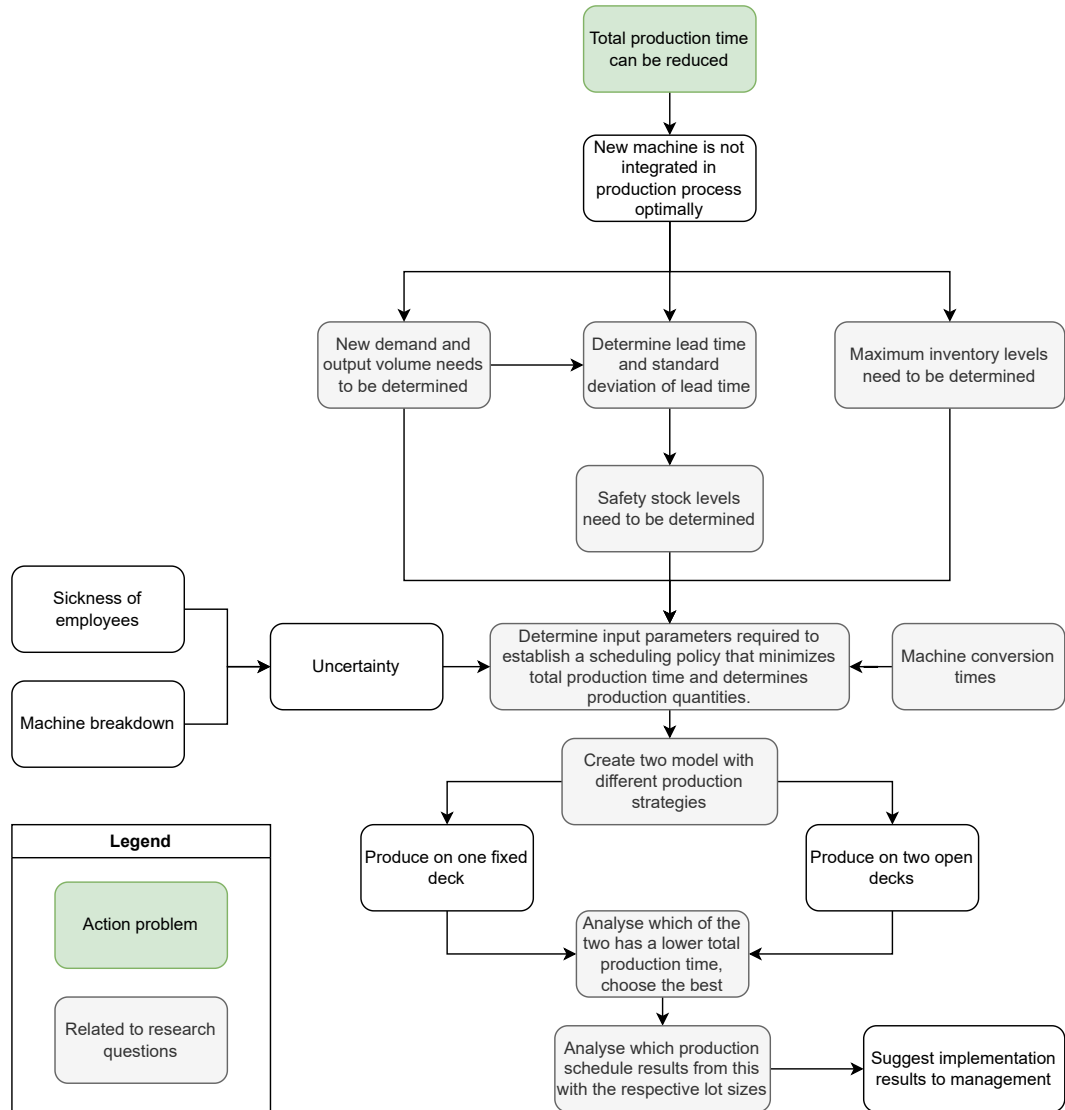 Total production time
can be reduced
New machine is not
integrated in
production process
optimally
New demand and
output volume needs
to be determined
Determine lead time
and standard
deviation of lead time
Maximum inventory levels
need to be determined
Safety stock levels
need to be determined
Sickness of
employees
Machine breakdown
Uncertainty
Determine input parameters required to
establish a scheduling policy that minimizes
total production time and determines
production quantities.
Machine conversion
times
Create two model with
different production
strategies
Produce on one fixed
deck
Produce on two open
decks
Analyse which of the
two has a lower total
production time,
choose the best
Analyse which production
schedule results from this
with the respective lot sizes
Suggest implementation
results to management
Legend
Action problem
Related to research
questions